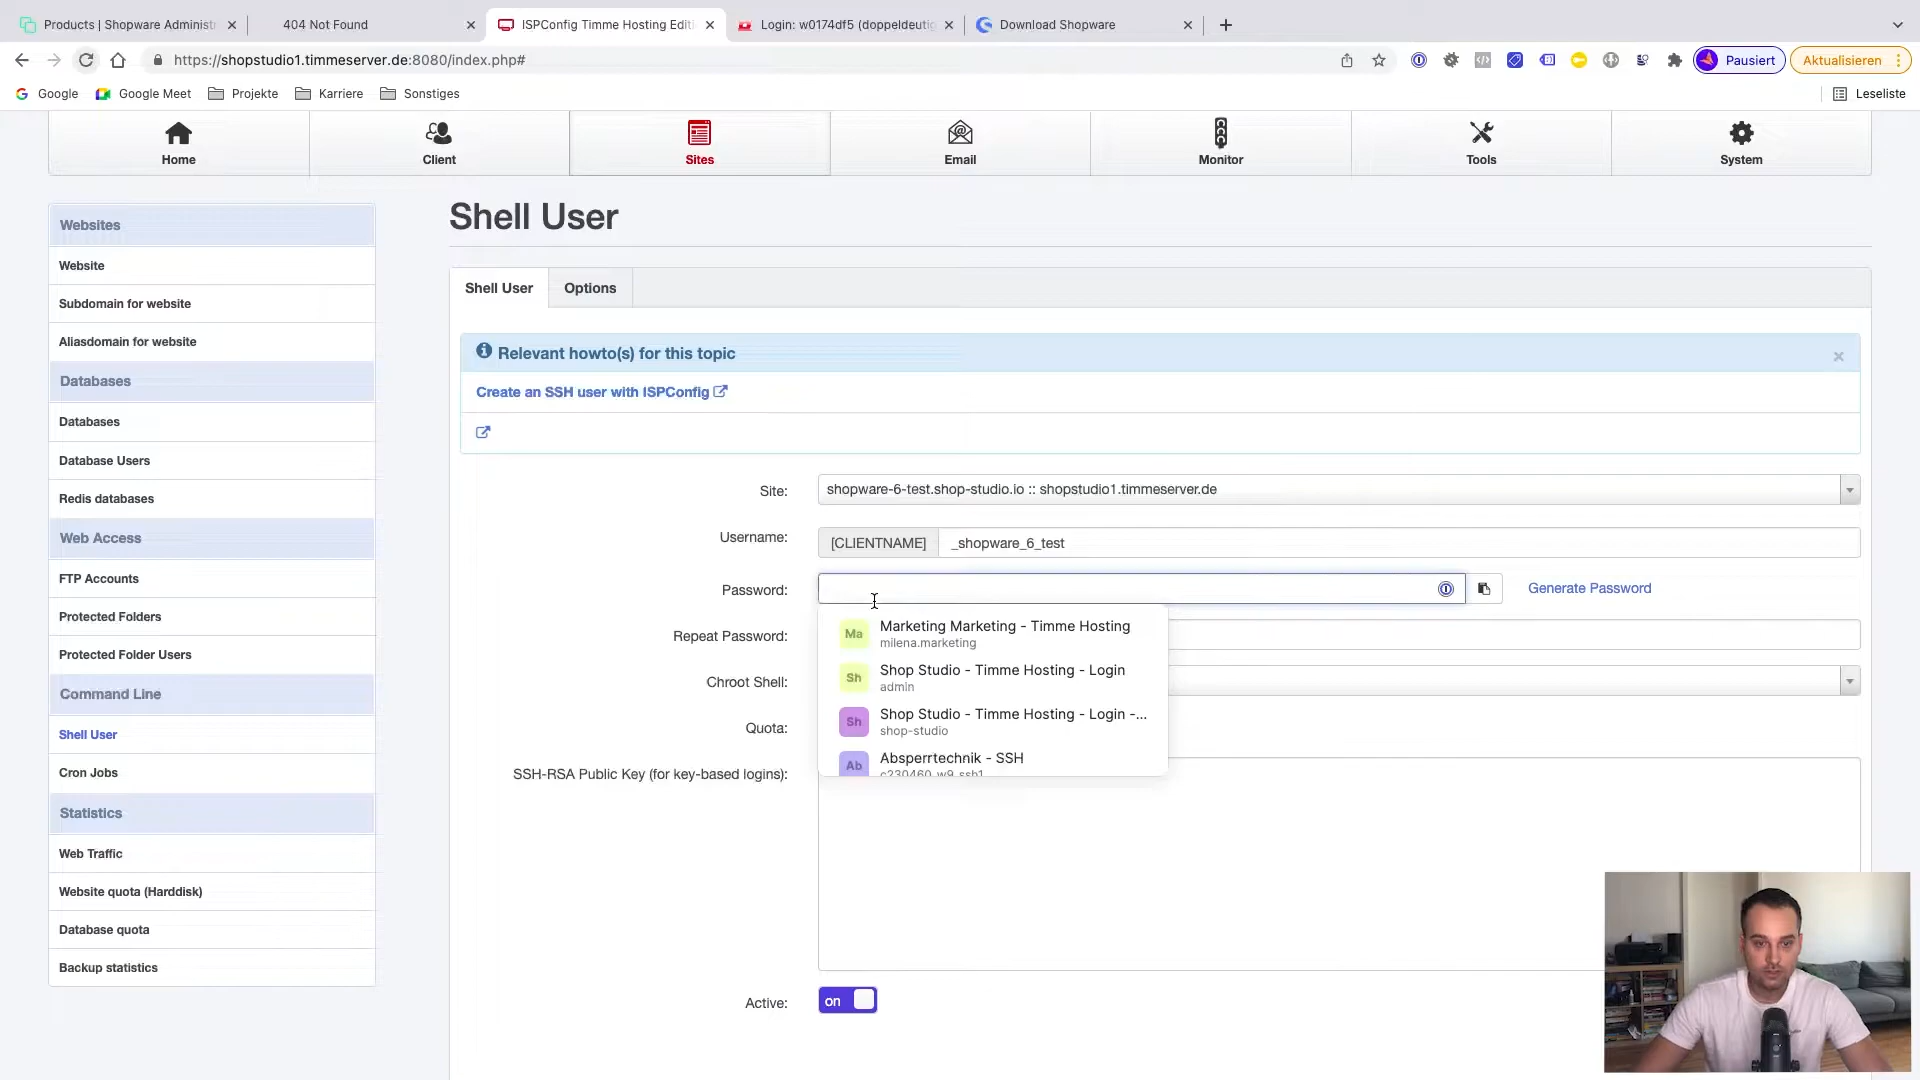 Products | Shopware Administ
404 Not Found
ISPConfig Timme Hosting Editi
Login: w0174df5 (doppeldeutig
Download Shopware
https://shopstudio1.timmeserver.de:8080/index.php#
Pausiert
Aktualisieren
Google
Google Meet
Projekte
Karriere
Sonstiges
Leseliste
Home
Client
Sites
Email
Monitor
Tools
System
Websites
Website
Subdomain for website
Aliasdomain for website
Databases
Databases
Database Users
Redis databases
Web Access
FTP Accounts
Protected Folders
Protected Folder Users
Command Line
Shell User
Cron Jobs
Statistics
Web Traffic
Website quota (Harddisk)
Database quota
Backup statistics
Shell User
Shell User
Options
Relevant howto(s) for this topic
Create an SSH user with ISPConfig
Site:
shopware-6-test.shop-studio.io :: shopstudio1.timmeserver.de
Username:
[CLIENTNAME]
_shopware_6_test
Password:
Generate Password
Repeat Password:
Chroot Shell:
Quota:
SSH-RSA Public Key (for key-based logins):
Ma
Marketing Marketing - Timme Hosting
milena.marketing
Sh
Shop Studio - Timme Hosting - Login
admin
Sh
Shop Studio - Timme Hosting - Login -...
shop-studio
Ab
Absperrtechnik - SSH
c230460_w9_ssh1
Active:
on